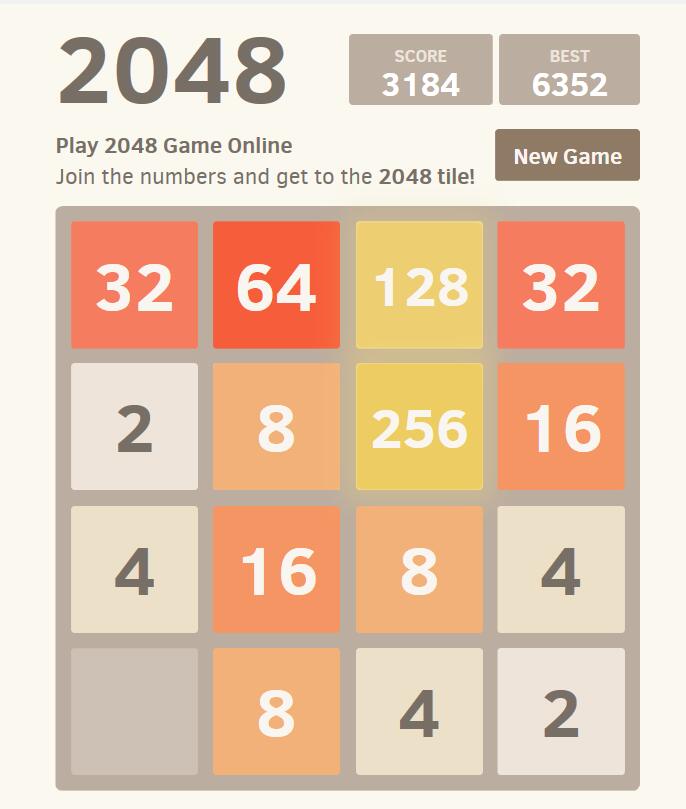 2048
SCORE
3184
BEST
6352
Play 2048 Game Online
Join the numbers and get to the 2048 tile!
New Game
32 64 128 32
2 8 256 16
4 16 8 4
8 4 2